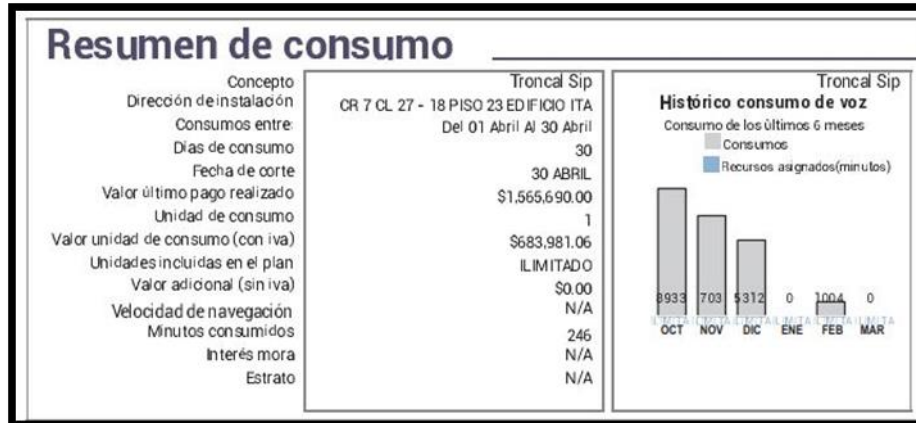 Resumen de consumo
Concepto Troncal Sip
Dirección de instalación CR 7 CL 27 - 18 PISO 23 EDIFICIO ITA
Consumos entre: Del 01 Abril Al 30 Abril
Dias de consumo 30
Fecha de corte 30 ABRIL
Valor último pago realizado $1,565,690.00
Unidad de consumo 1
Valor unidad de consumo (con iva) $683,981.06
Unidades incluidas en el plan ILIMITADO
Valor adicional (sin iva) $0.00
Velocidad de navegación N/A
Minutos consumidos 246
Interés mora N/A
Estrato N/A
Troncal Sip
Histórico consumo de voz
Consumo de los últimos 6 meses
Consumos
Recursos asignados(minutos)
8933 703 5312 0 1004 0
OCT NOV DIC ENE FEB MAR